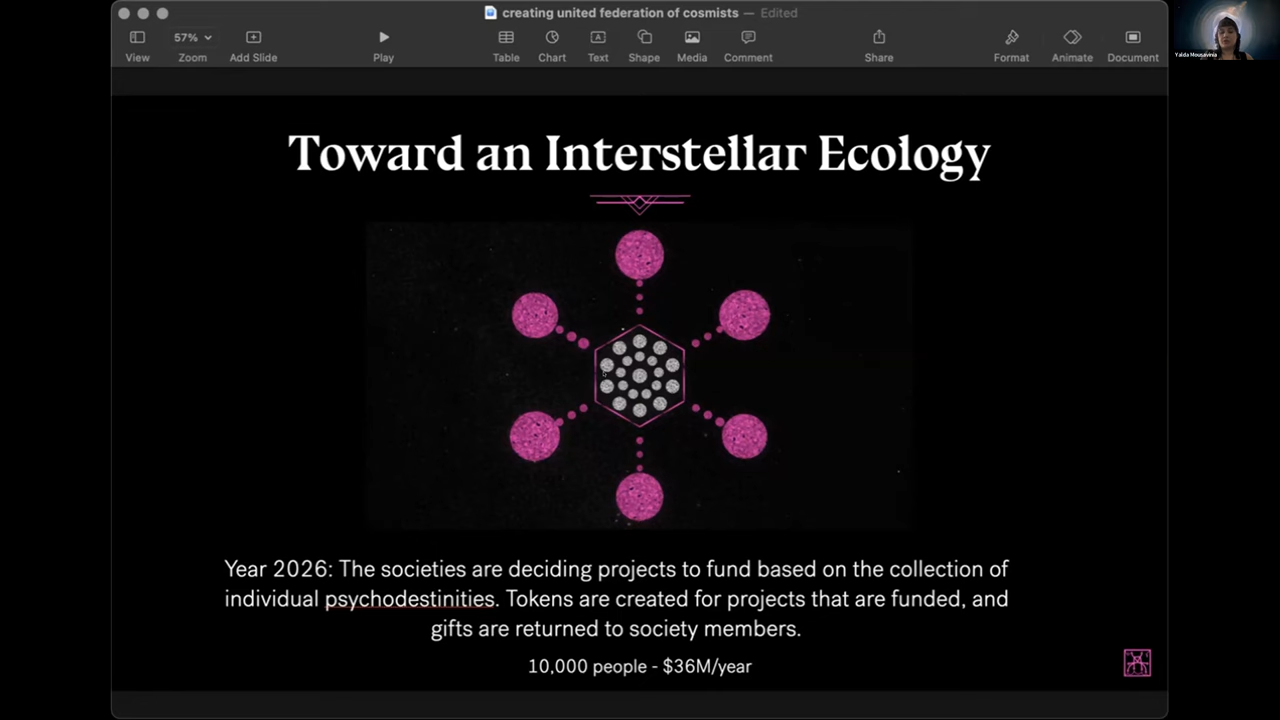 creating united federation of cosmists — Edited
57%
View
Zoom
Add Slide
Play
Table
Chart
Text
Shape
Media
Comment
Share
Format
Animate
Document
Yalda Mousavinia
Toward an Interstellar Ecology
Year 2026: The societies are deciding projects to fund based on the collection of
individual psychodestinities. Tokens are created for projects that are funded, and
gifts are returned to society members.
10,000 people - $36M/year